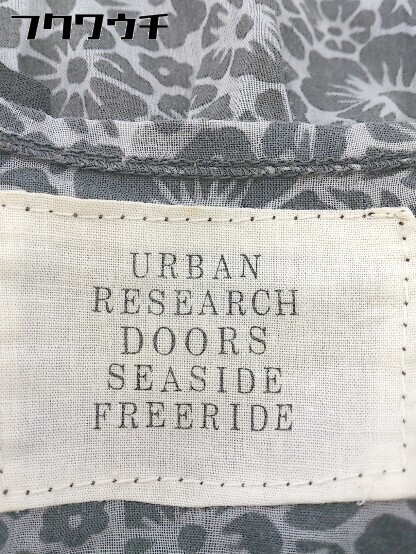 フクワウチ
URBAN
RESEARCH
DOORS
SEASIDE
FREERIDE